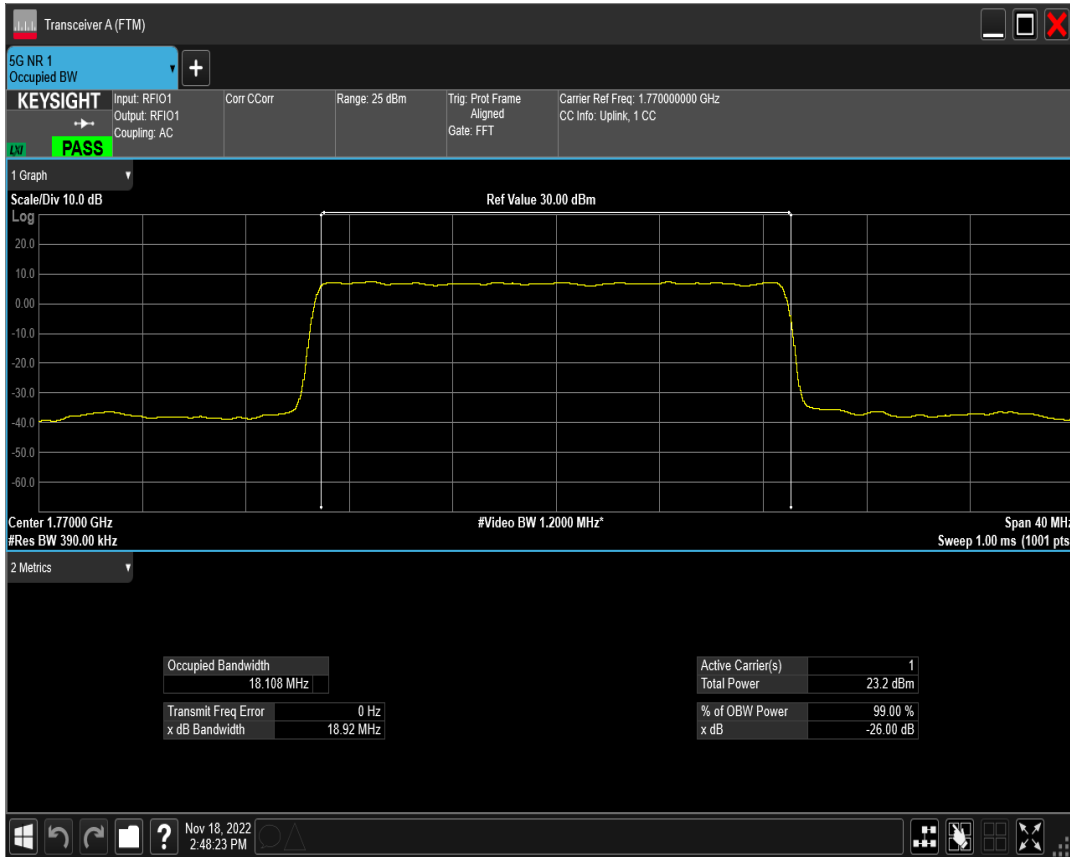 Transceiver A (FTM)
5G NR 1
Occupied BW
+
KEYSIGHT
LXI
PASS
Input: RFIO1
Output: RFIO1
Coupling: AC
Corr CCorr
Range: 25 dBm
Trig: Prot Frame
Aligned
Gate: FFT
Carrier Ref Freq: 1.770000000 GHz
CC Info: Uplink, 1 CC
1 Graph
Scale/Div 10.0 dB
Ref Value 30.00 dBm
Log
20.0
10.0
0.00
-10.0
-20.0
-30.0
-40.0
-50.0
-60.0
Center 1.77000 GHz
#Video BW 1.2000 MHz*
Span 40 MHz
#Res BW 390.00 kHz
Sweep 1.00 ms (1001 pts
2 Metrics
Occupied Bandwidth
18.108 MHz
Transmit Freq Error 0 Hz
x dB Bandwidth 18.92 MHz
Active Carrier(s) 1
Total Power 23.2 dBm
% of OBW Power 99.00 %
x dB -26.00 dB
?
Nov 18, 2022
2:48:23 PM